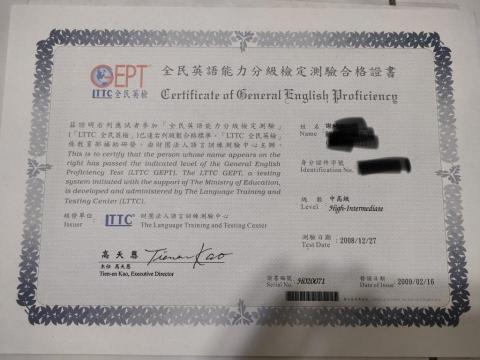 GEPT
LTTC 全民英檢
全民英語能力分級檢定測驗合格證書
Certificate of General English Proficiency
茲證明右列應試者參加「全民英語能力分級檢定測驗」
(「LTTC 全民英檢」)已達右列級數合格標準。「LTTC 全民英檢」
係教育部補助研發,由財團法人語言訓練測驗中心主辦。
This is to certify that the person whose name appears on the
right has passed the indicated level of the General English
Proficiency Test (LTTC GEPT). The LTTC GEPT, a testing
system initiated with the support of The Ministry of Education,
is developed and administered by The Language Training and
Testing Center (LTTC).
核發單位
Issuer
LTTC
財團法人語言訓練測驗中心
The Language Training and Testing Center
高天恩
Tien-en Kao
主任 高天恩
Tien-en Kao, Executive Director
姓名 謝
Name
身分證件字號
Identification No.
級數 中高級
Level High-Intermediate
測驗日期
Test Date 2008/12/27
證書編號
Serial No.
發證日期
Date of Issue 2009/02/16